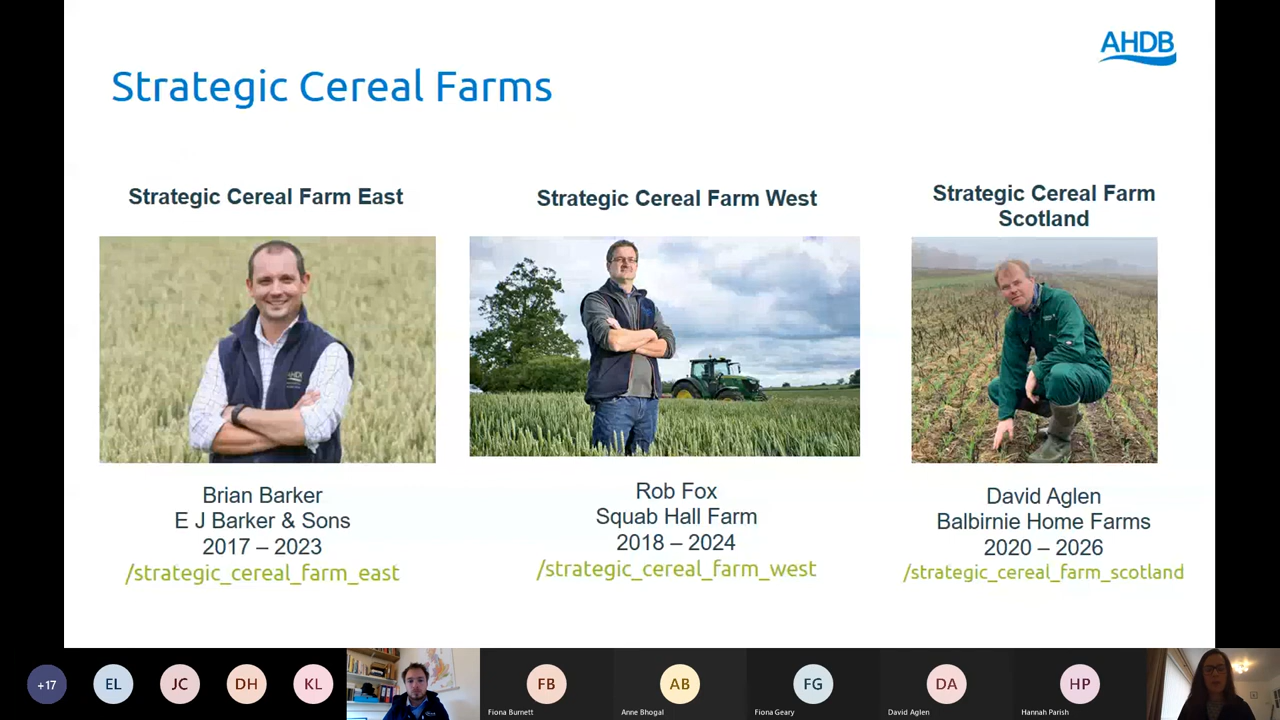 AHDB
Strategic Cereal Farms
Strategic Cereal Farm East
Brian Barker
E J Barker & Sons
2017 – 2023
/strategic_cereal_farm_east
Strategic Cereal Farm West
Rob Fox
Squab Hall Farm
2018 – 2024
/strategic_cereal_farm_west
Strategic Cereal Farm
Scotland
David Aglen
Balbirnie Home Farms
2020 – 2026
/strategic_cereal_farm_scotland
AHDB
+17
EL
JC
DH
KL
FB
Fiona Burnett
AB
Anne Bhogal
FG
Fiona Geary
DA
David Aglen
HP
Hannah Parish